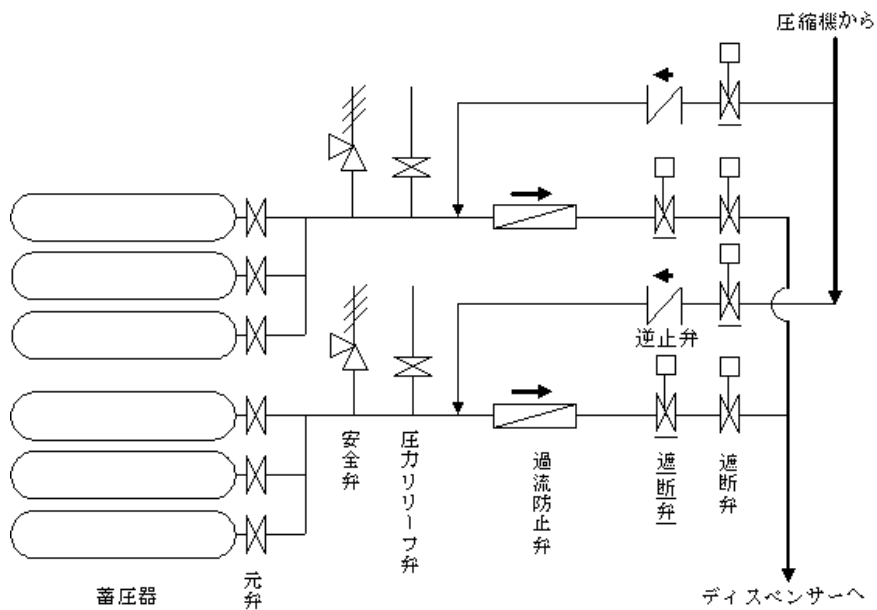 圧縮機から
逆止弁
安全弁
圧力リリーフ弁
過流防止弁
遮断弁
遮断弁
元弁
蓄圧器
ディスペンサーへ